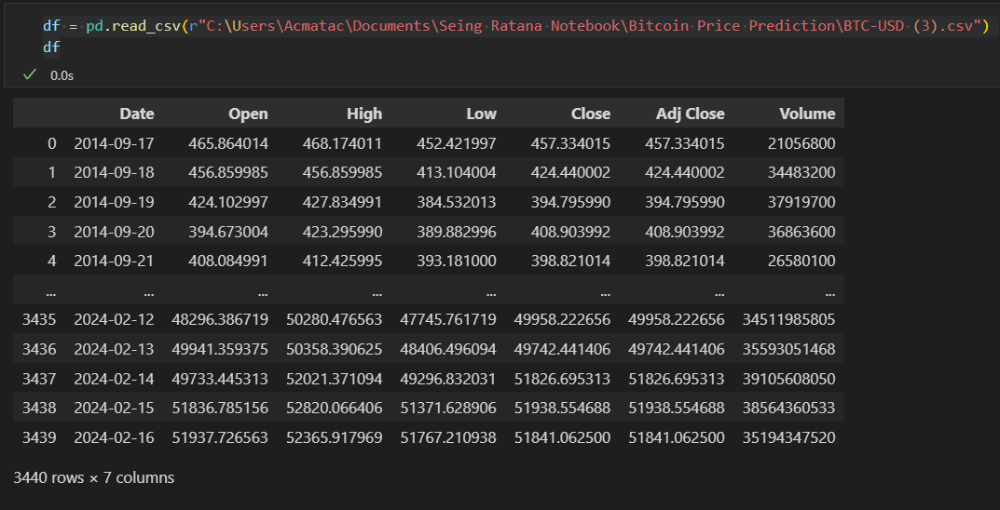 df = pd.read_csv(r"C:\Users\Acmatac\Documents\Seing Ratana Notebook\Bitcoin Price Prediction\BTC-USD (3).csv")
df
0.0s
Date Open High Low Close Adj Close Volume
0 2014-09-17 465.864014 468.174011 452.421997 457.334015 457.334015 21056800
1 2014-09-18 456.859985 456.859985 413.104004 424.440002 424.440002 34483200
2 2014-09-19 424.102997 427.834991 384.532013 394.795990 394.795990 37919700
3 2014-09-20 394.673004 423.295990 389.882996 408.903992 408.903992 36863600
4 2014-09-21 408.084991 412.425995 393.181000 398.821014 398.821014 26580100
... ... ... ... ... ... ... ...
3435 2024-02-12 48296.386719 50280.476563 47745.761719 49958.222656 49958.222656 34511985805
3436 2024-02-13 49941.359375 50358.390625 48406.496094 49742.441406 49742.441406 35593051468
3437 2024-02-14 49733.445313 52021.371094 49296.832031 51826.695313 51826.695313 39105608050
3438 2024-02-15 51836.785156 52820.066406 51371.628906 51938.554688 51938.554688 38564360533
3439 2024-02-16 51937.726563 52365.917969 51767.210938 51841.062500 51841.062500 35194347520
3440 rows × 7 columns